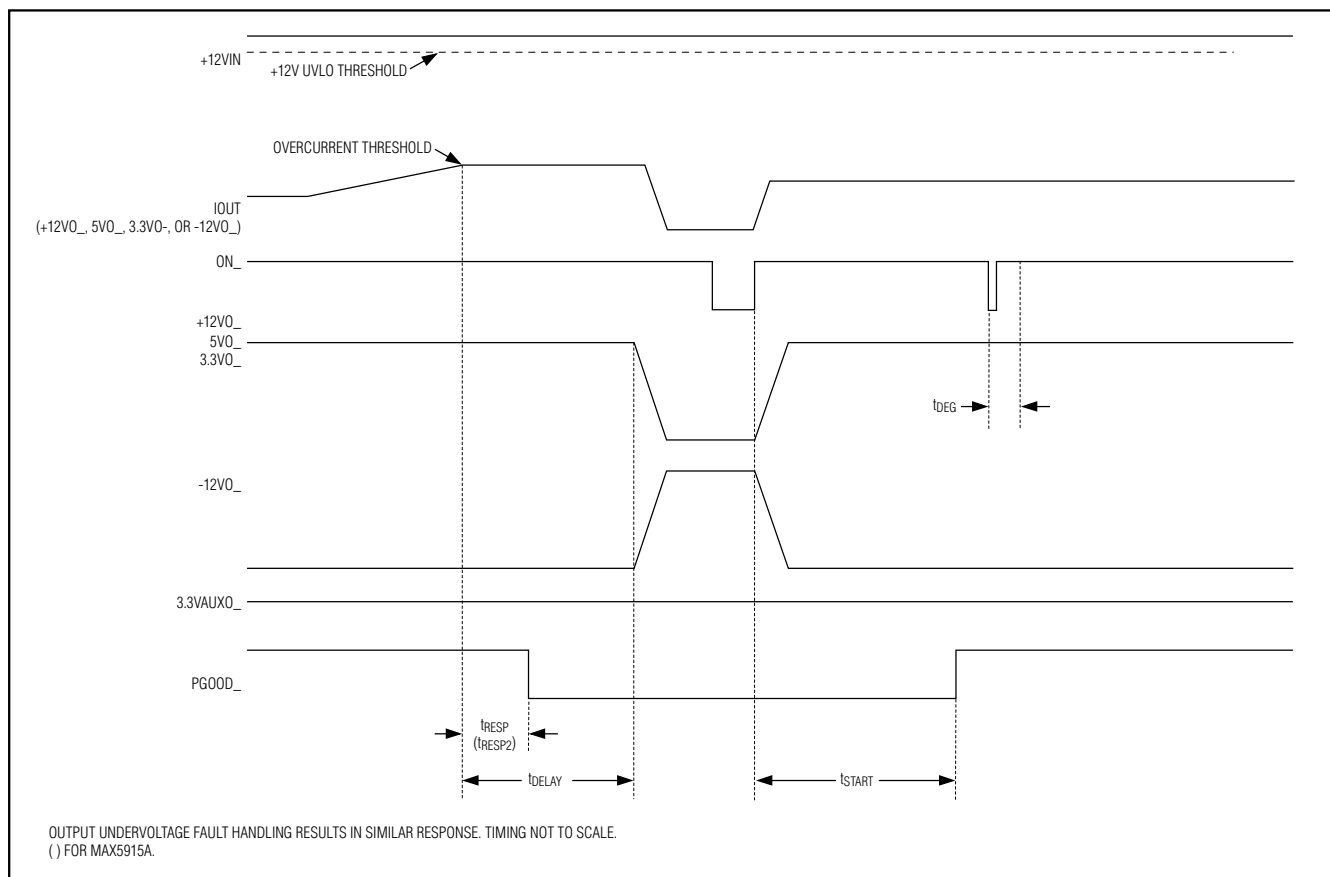 +12VIN
+12V UVLO THRESHOLD
OVERCURRENT THRESHOLD
IOUT
(+12VO_, 5VO_, 3.3VO-, OR -12VO_)
ON_
+12VO_
5VO_
3.3VO_
tDEG
-12VO_
3.3VAUXO_
PGOOD_
tRESP
(tRESP2)
tDELAY
tSTART
OUTPUT UNDERVOLTAGE FAULT HANDLING RESULTS IN SIMILAR RESPONSE. TIMING NOT TO SCALE.
( ) FOR MAX5915A.